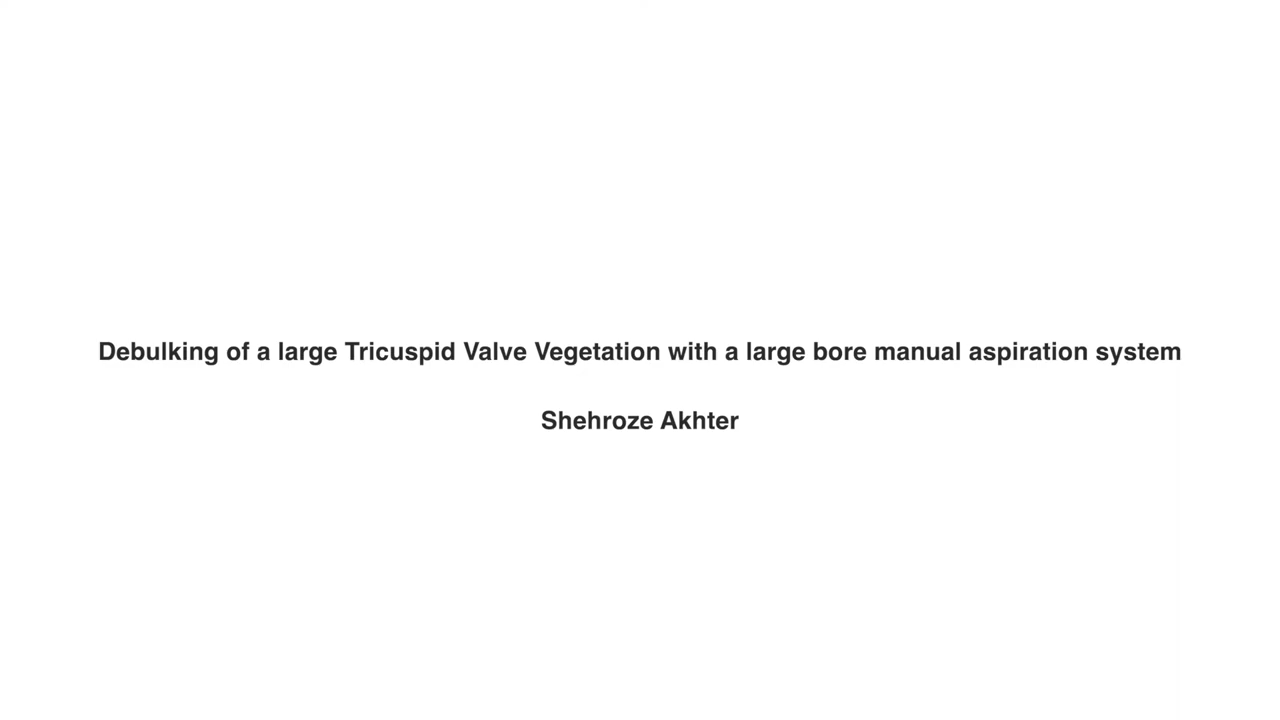 Debulking of a large Tricuspid Valve Vegetation with a large bore manual aspiration system
Shehroze Akhter